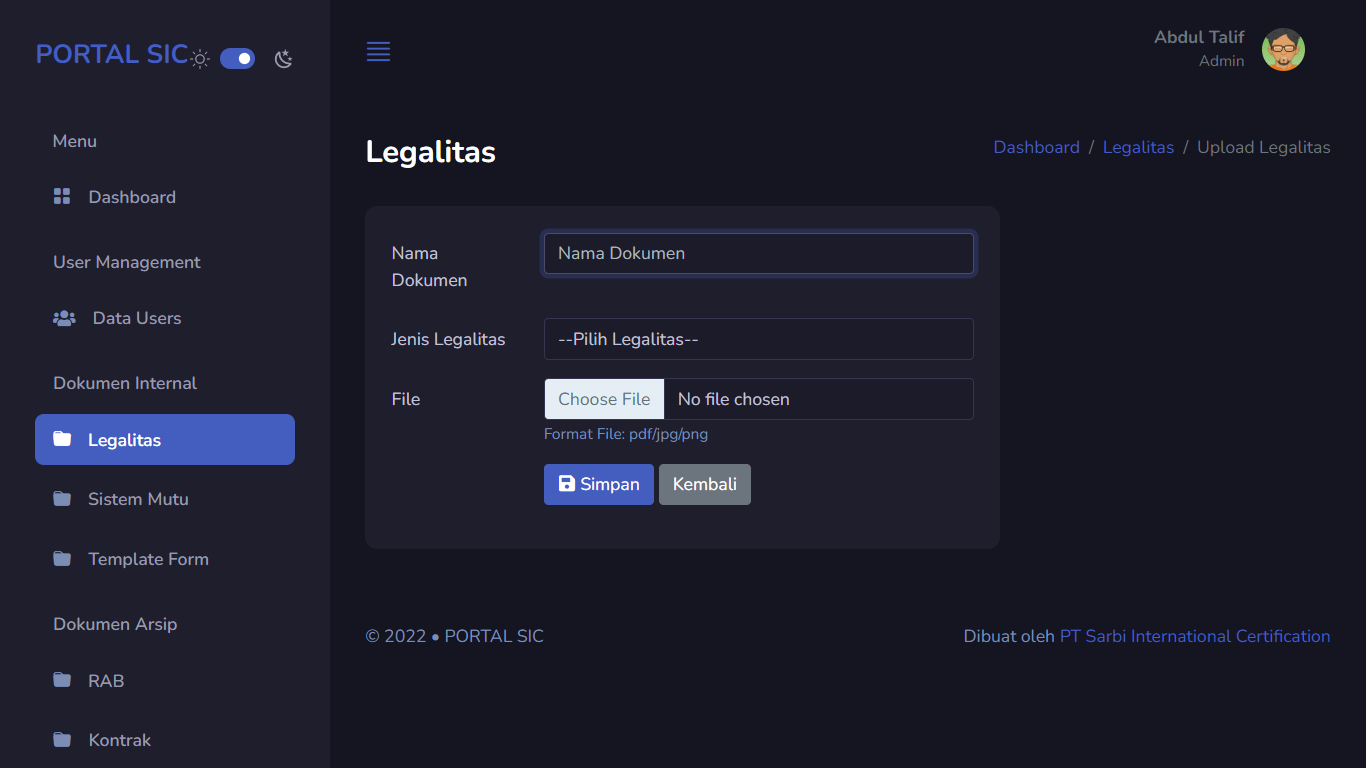 PORTAL SIC
Menu
Dashboard
User Management
Data Users
Dokumen Internal
Legalitas
Sistem Mutu
Template Form
Dokumen Arsip
RAB
Kontrak
Abdul Talif
Admin
Legalitas
Dashboard / Legalitas / Upload Legalitas
Nama
Dokumen
Nama Dokumen
Jenis Legalitas
--Pilih Legalitas--
File
Choose File No file chosen
Format File: pdf/jpg/png
Simpan Kembali
© 2022 • PORTAL SIC
Dibuat oleh PT Sarbi International Certification